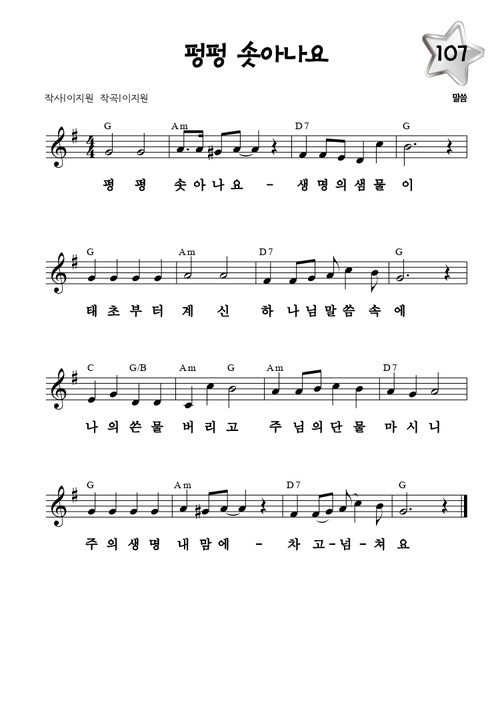 펑펑 솟아나요
107
작사|이지원 작곡|이지원
말씀
G Am D7 G
펑 펑 솟아나요 - 생명의샘물이
G Am D7 G
태초부터 계 신 하 나님말씀 속 에
C G/B Am G Am D7
나의쓴물 버리고 주님의단물 마시니
G Am D7 G
주의생명 내맘에 - 차 고-넘-쳐 요